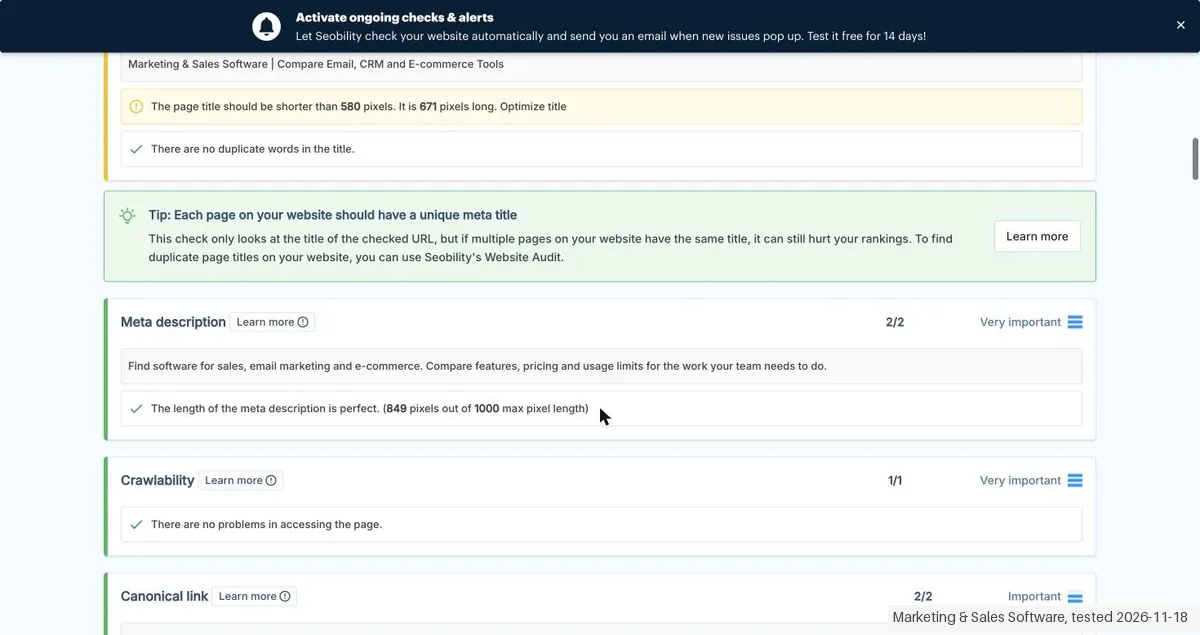 Activate ongoing checks & alerts
Let Seobility check your website automatically and send you an email when new issues pop up. Test it free for 14 days!
Marketing & Sales Software | Compare Email, CRM and E-commerce Tools
The page title should be shorter than 580 pixels. It is 671 pixels long. Optimize title
There are no duplicate words in the title.
Tip: Each page on your website should have a unique meta title
This check only looks at the title of the checked URL, but if multiple pages on your website have the same title, it can still hurt your rankings. To find
duplicate page titles on your website, you can use Seobility's Website Audit.
Learn more
Meta description Learn more 2/2 Very important
Find software for sales, email marketing and e-commerce. Compare features, pricing and usage limits for the work your team needs to do.
The length of the meta description is perfect. (849 pixels out of 1000 max pixel length)
Crawlability Learn more 1/1 Very important
There are no problems in accessing the page.
Canonical link Learn more 2/2 Important
Marketing & Sales Software, tested 2026-11-18